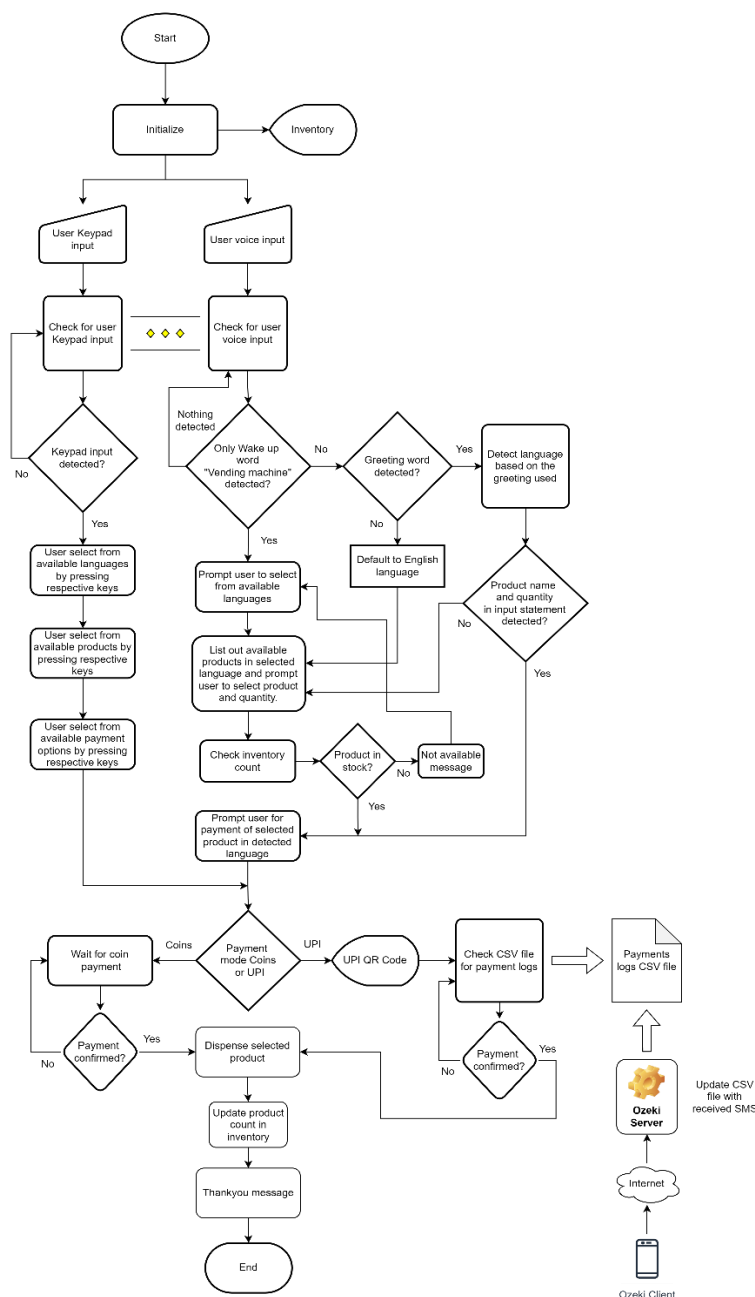 Start
Initialize
Inventory
User Keypad
input
User voice input
Check for user
Keypad input
Check for user
voice input
Nothing
detected
Keypad input
detected?
No
Yes
Only Wake up
word
"Vending machine"
detected?
No
Yes
Greeting word
detected?
Yes
No
Detect language
based on the
greeting used
Default to English
language
Product name
and quantity
in input statement
detected?
No
Yes
User select from
available languages
by pressing
respective keys
Prompt user to select
from available
languages
User select from
available products by
pressing respective
keys
List out available
products in selected
language and prompt
user to select product
and quantity.
User select from
available payment
options by pressing
respective keys
Check inventory
count
Product in
stock?
No
Yes
Not available
message
Prompt user for
payment of selected
product in detected
language
Wait for coin
payment
Coins
Payment
mode Coins
or UPI
UPI
UPI QR Code
Check CSV file
for payment logs
Payments
logs CSV file
Payment
confirmed?
No
Yes
Dispense selected
product
Payment
confirmed?
No
Yes
Ozeki
Server
Update CSV
file with
received SMS
Update product
count in
inventory
Thankyou message
Internet
End
Ozeki Client